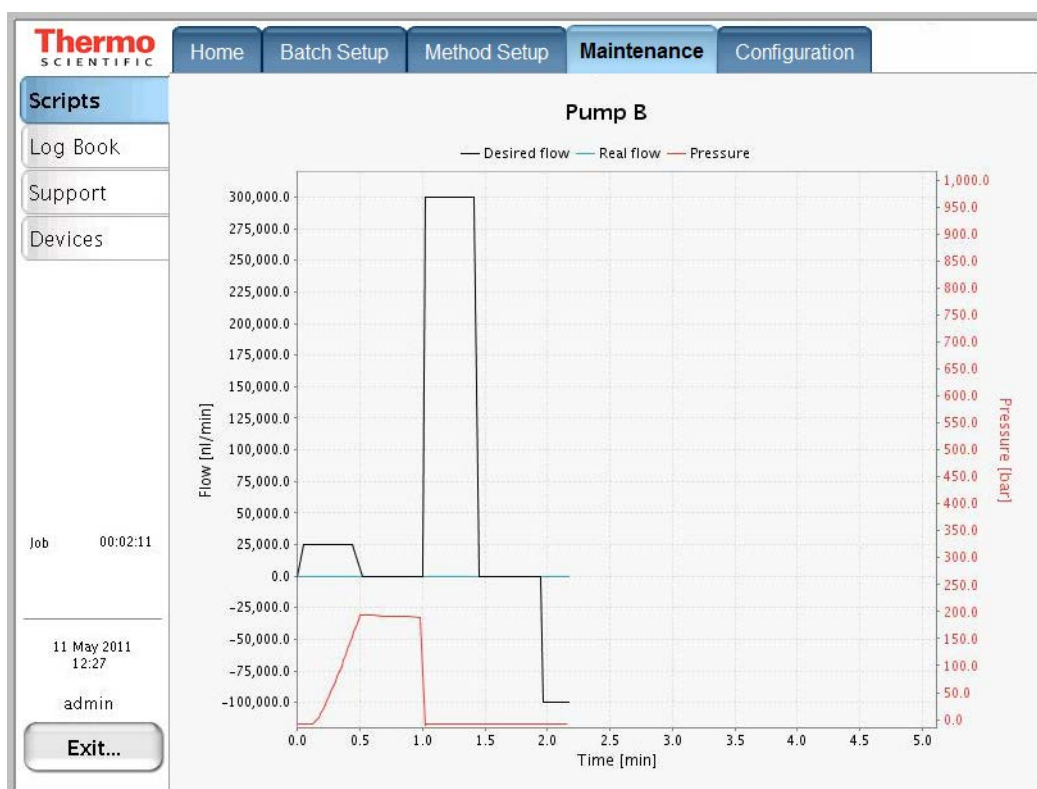 Thermo
SCIENTIFIC
Home
Batch Setup
Method Setup
Maintenance
Configuration
Scripts
Log Book
Support
Devices
Job 00:02:11
11 May 2011
12:27
admin
Exit...
Pump B
Desired flow
Real flow
Pressure
300,000.0
275,000.0
250,000.0
225,000.0
200,000.0
175,000.0
150,000.0
125,000.0
100,000.0
75,000.0
50,000.0
25,000.0
0.0
−25,000.0
−50,000.0
−75,000.0
−100,000.0
Flow [nl/min]
1,000.0
950.0
900.0
850.0
800.0
750.0
700.0
650.0
600.0
550.0
500.0
450.0
400.0
350.0
300.0
250.0
200.0
150.0
100.0
50.0
0.0
Pressure [bar]
0.0 0.5 1.0 1.5 2.0 2.5 3.0 3.5 4.0 4.5 5.0
Time [min]